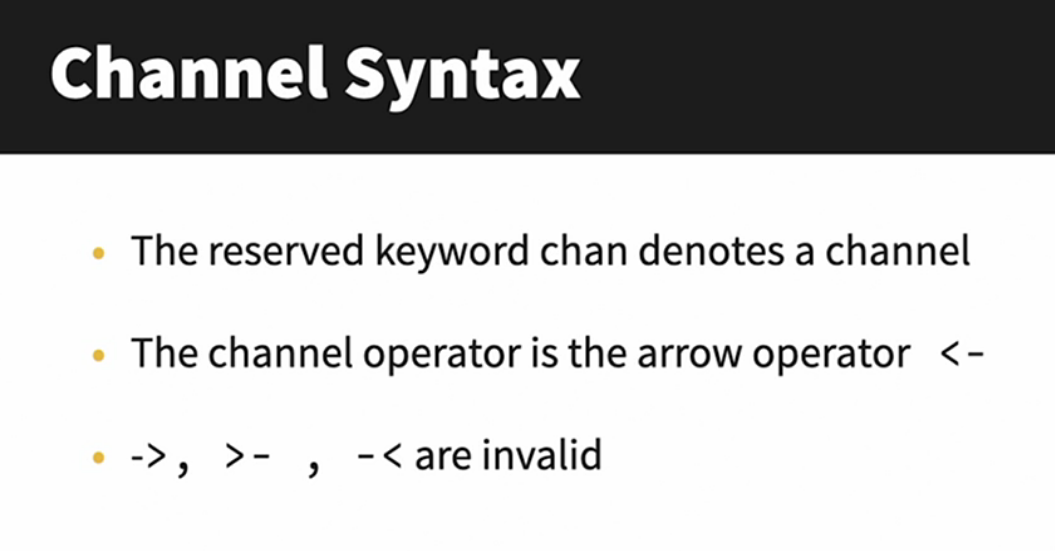 Channel Syntax
• The reserved keyword chan denotes a channel
• The channel operator is the arrow operator <-
• ->, >- , -< are invalid